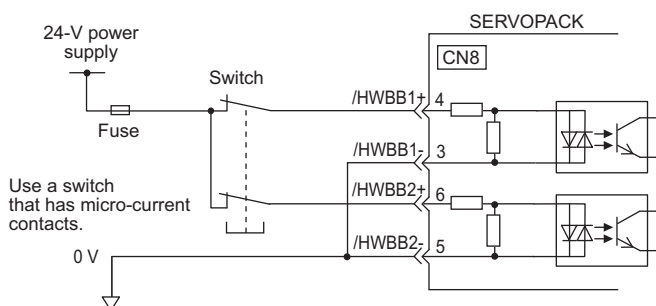 SERVOPACK
24-V power
supply
CN8
Switch
/HWBB1+ 4
Fuse
/HWBB1- 3
Use a switch
that has micro-current
contacts.
/HWBB2+ 6
0 V
/HWBB2- 5